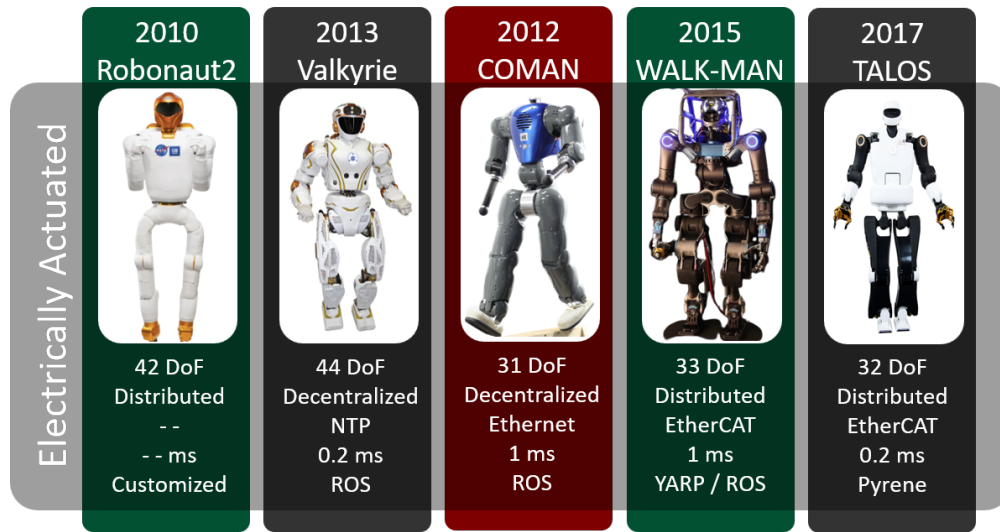 Electrically Actuated
2010
Robonaut2
42 DoF
Distributed
- -
- - ms
Customized
2013
Valkyrie
44 DoF
Decentralized
NTP
0.2 ms
ROS
2012
COMAN
31 DoF
Decentralized
Ethernet
1 ms
ROS
2015
WALK-MAN
33 DoF
Distributed
EtherCAT
1 ms
YARP / ROS
2017
TALOS
32 DoF
Distributed
EtherCAT
0.2 ms
Pyrene